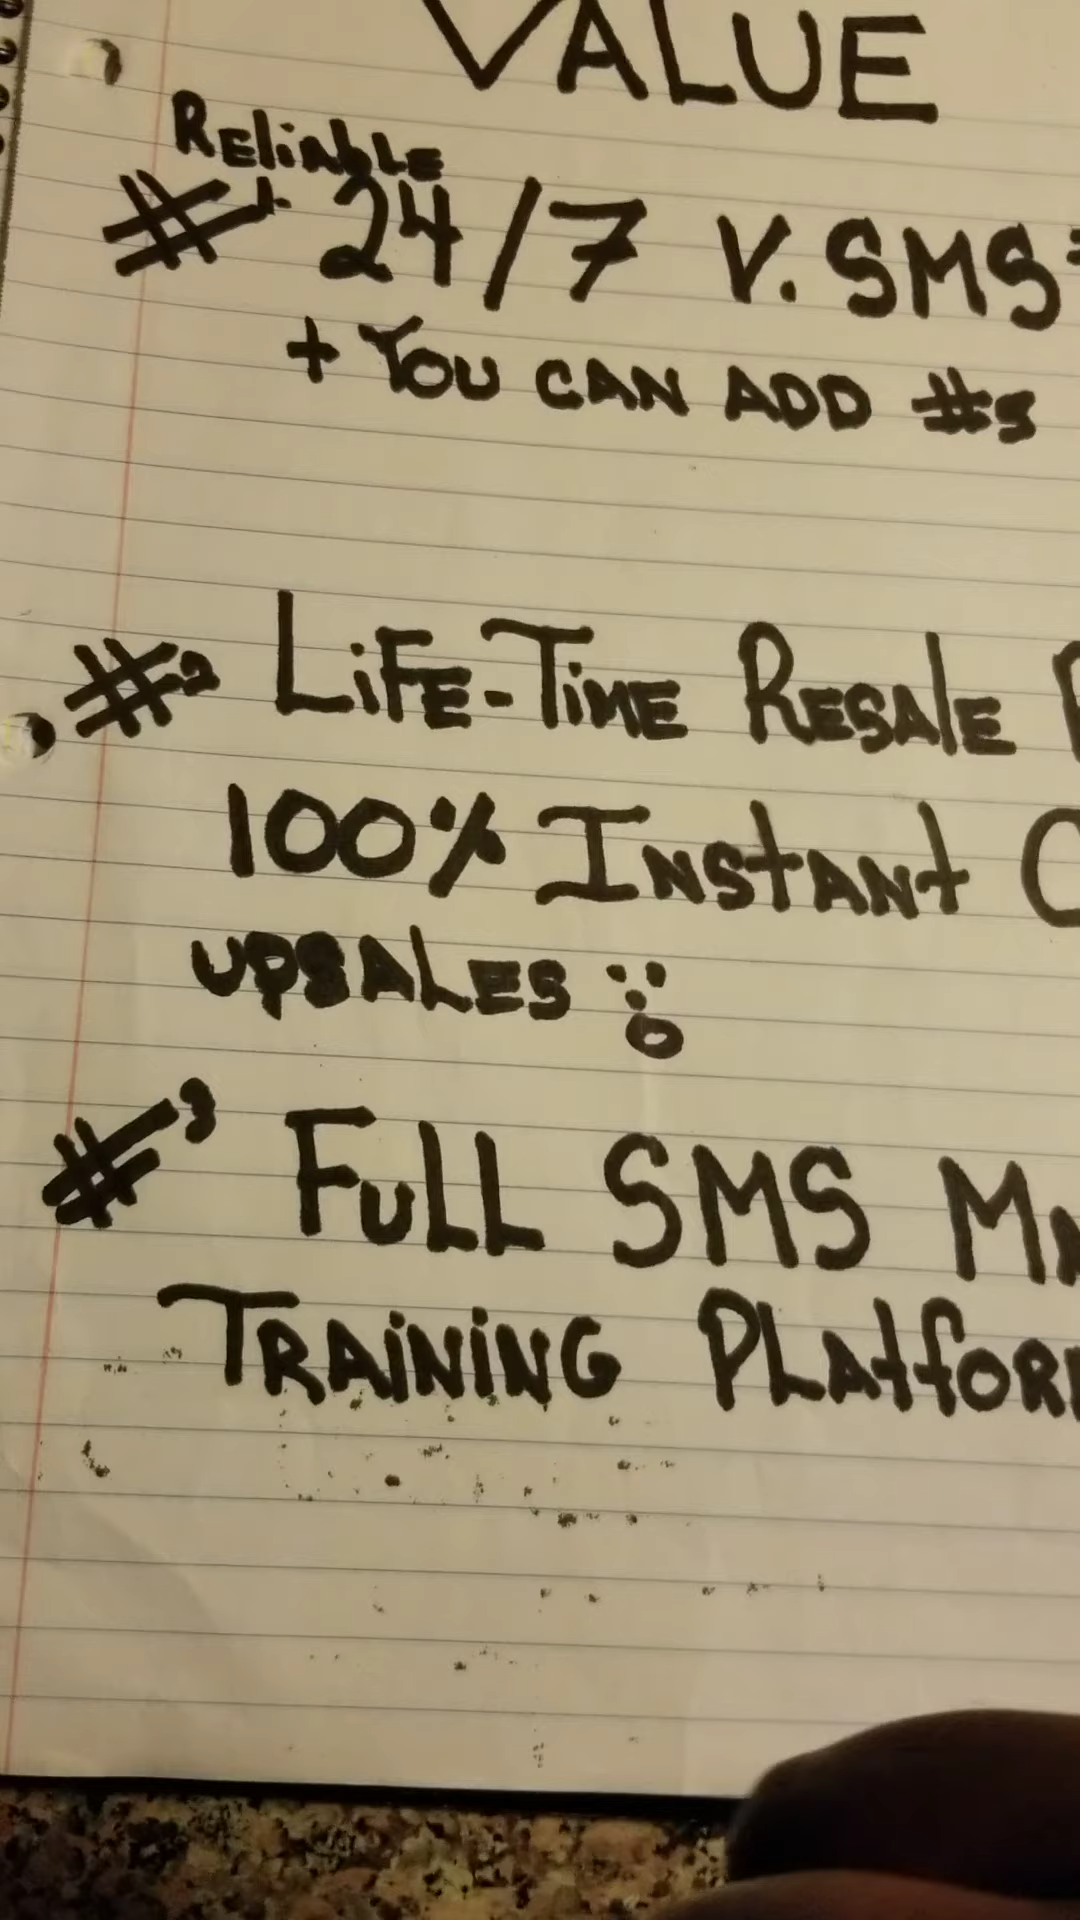 VALUE
Reliable
#1. 24/7 V. SMS
+ You CAN ADD #s
#2 Life-Time Resale
100% Instant
upsales
#3 Full SMS
Training Platfor